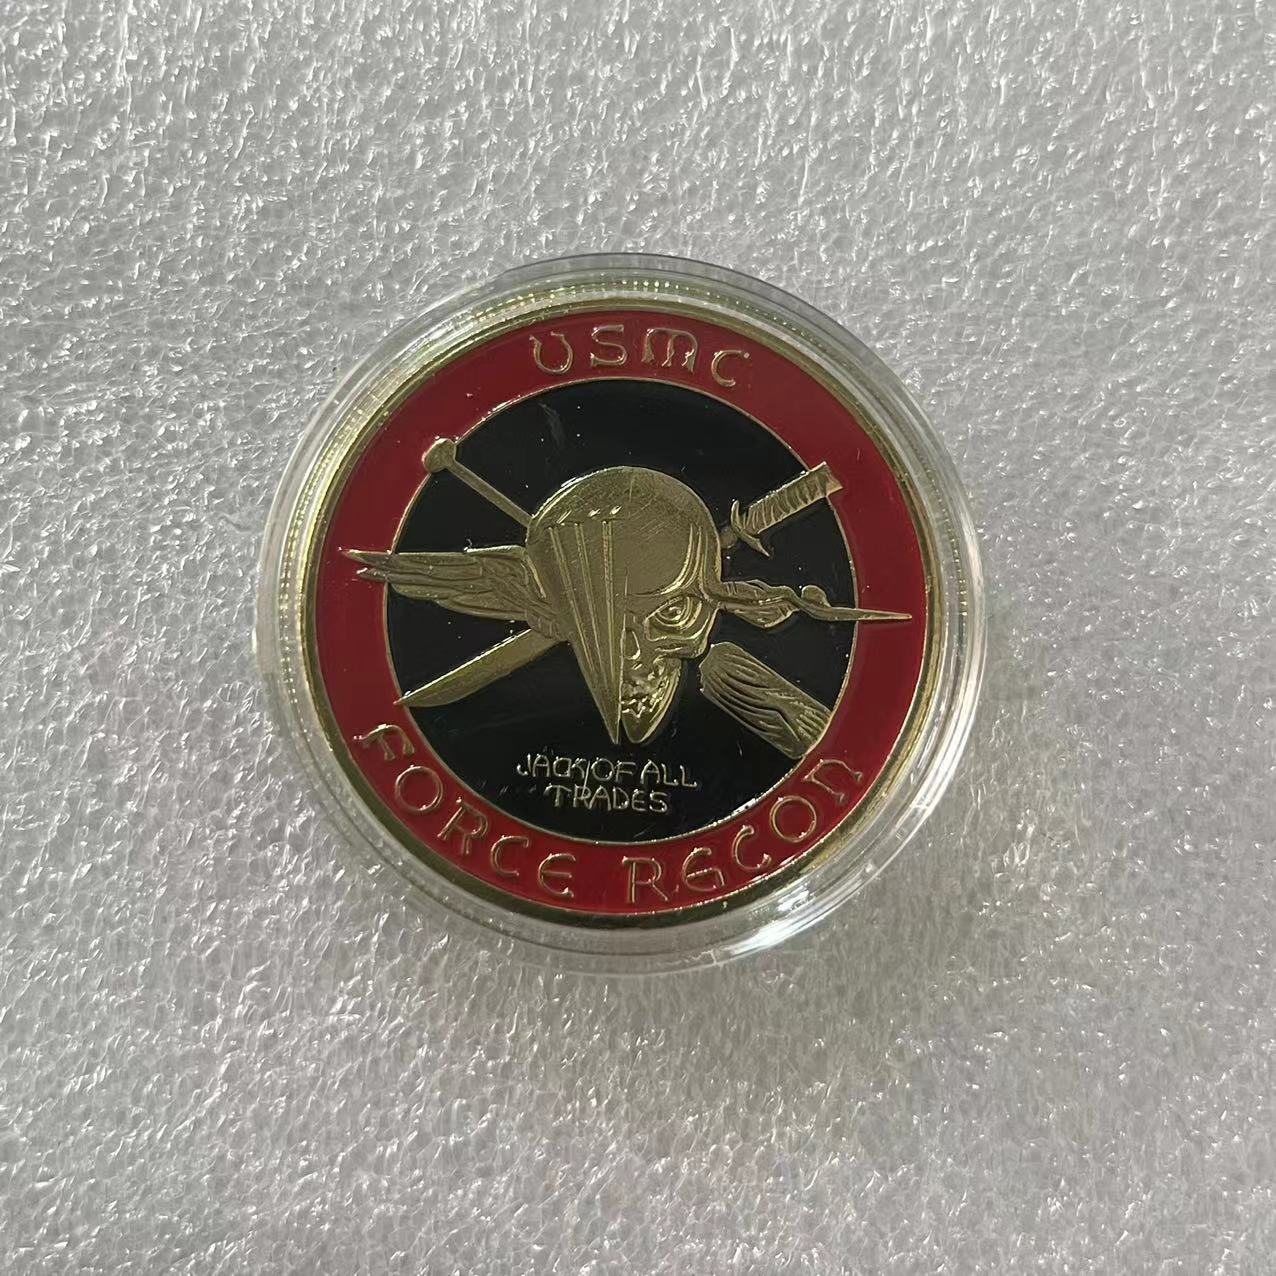 USMC
JACK OF ALL
TRADES
FORCE RECON